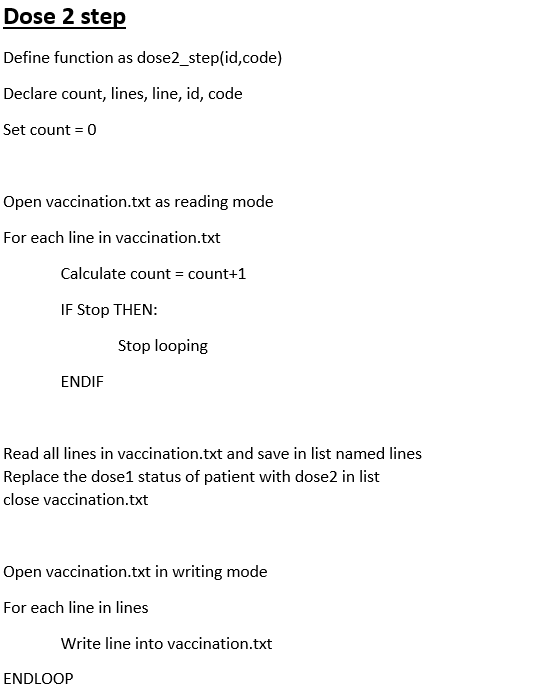 Dose 2 step
Define function as dose2_step(id,code)
Declare count, lines, line, id, code
Set count = 0
Open vaccination.txt as reading mode
For each line in vaccination.txt
Calculate count = count+1
IF Stop THEN:
Stop looping
ENDIF
Read all lines in vaccination.txt and save in list named lines
Replace the dose1 status of patient with dose2 in list
close vaccination.txt
Open vaccination.txt in writing mode
For each line in lines
Write line into vaccination.txt
ENDLOOP